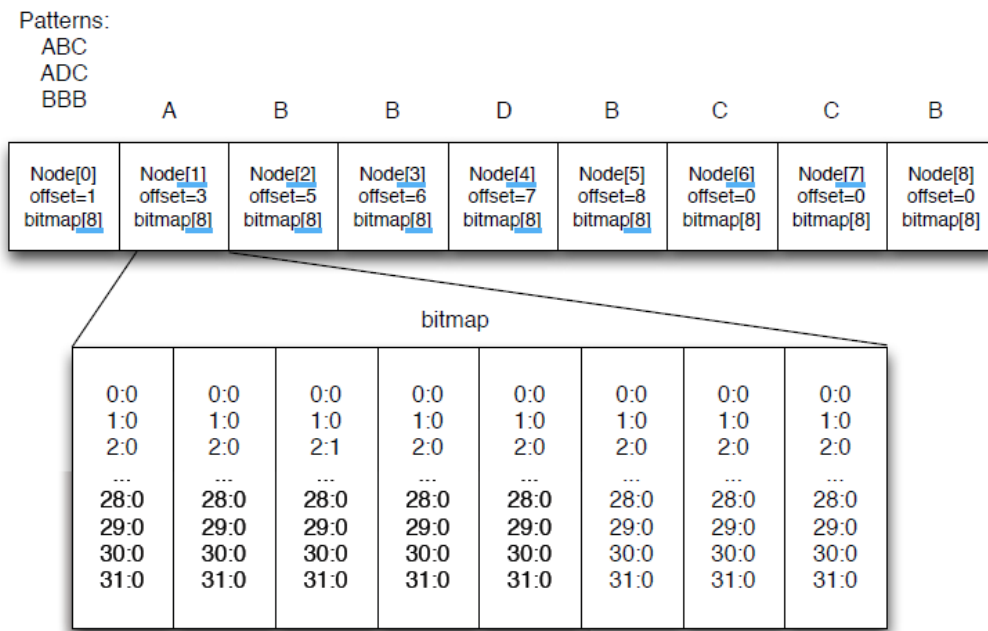 Patterns:
ABC
ADC
BBB
A B B D B C C B
Node[0] Node[1] Node[2] Node[3] Node[4] Node[5] Node[6] Node[7] Node[8]
offset=1 offset=3 offset=5 offset=6 offset=7 offset=8 offset=0 offset=0 offset=0
bitmap[8] bitmap[8] bitmap[8] bitmap[8] bitmap[8] bitmap[8] bitmap[8] bitmap[8] bitmap[8]
bitmap
0:0 0:0 0:0 0:0 0:0 0:0 0:0 0:0
1:0 1:0 1:0 1:0 1:0 1:0 1:0 1:0
2:0 2:0 2:1 2:0 2:0 2:0 2:0 2:0
... ... ... ... ... ... ... ...
28:0 28:0 28:0 28:0 28:0 28:0 28:0 28:0
29:0 29:0 29:0 29:0 29:0 29:0 29:0 29:0
30:0 30:0 30:0 30:0 30:0 30:0 30:0 30:0
31:0 31:0 31:0 31:0 31:0 31:0 31:0 31:0